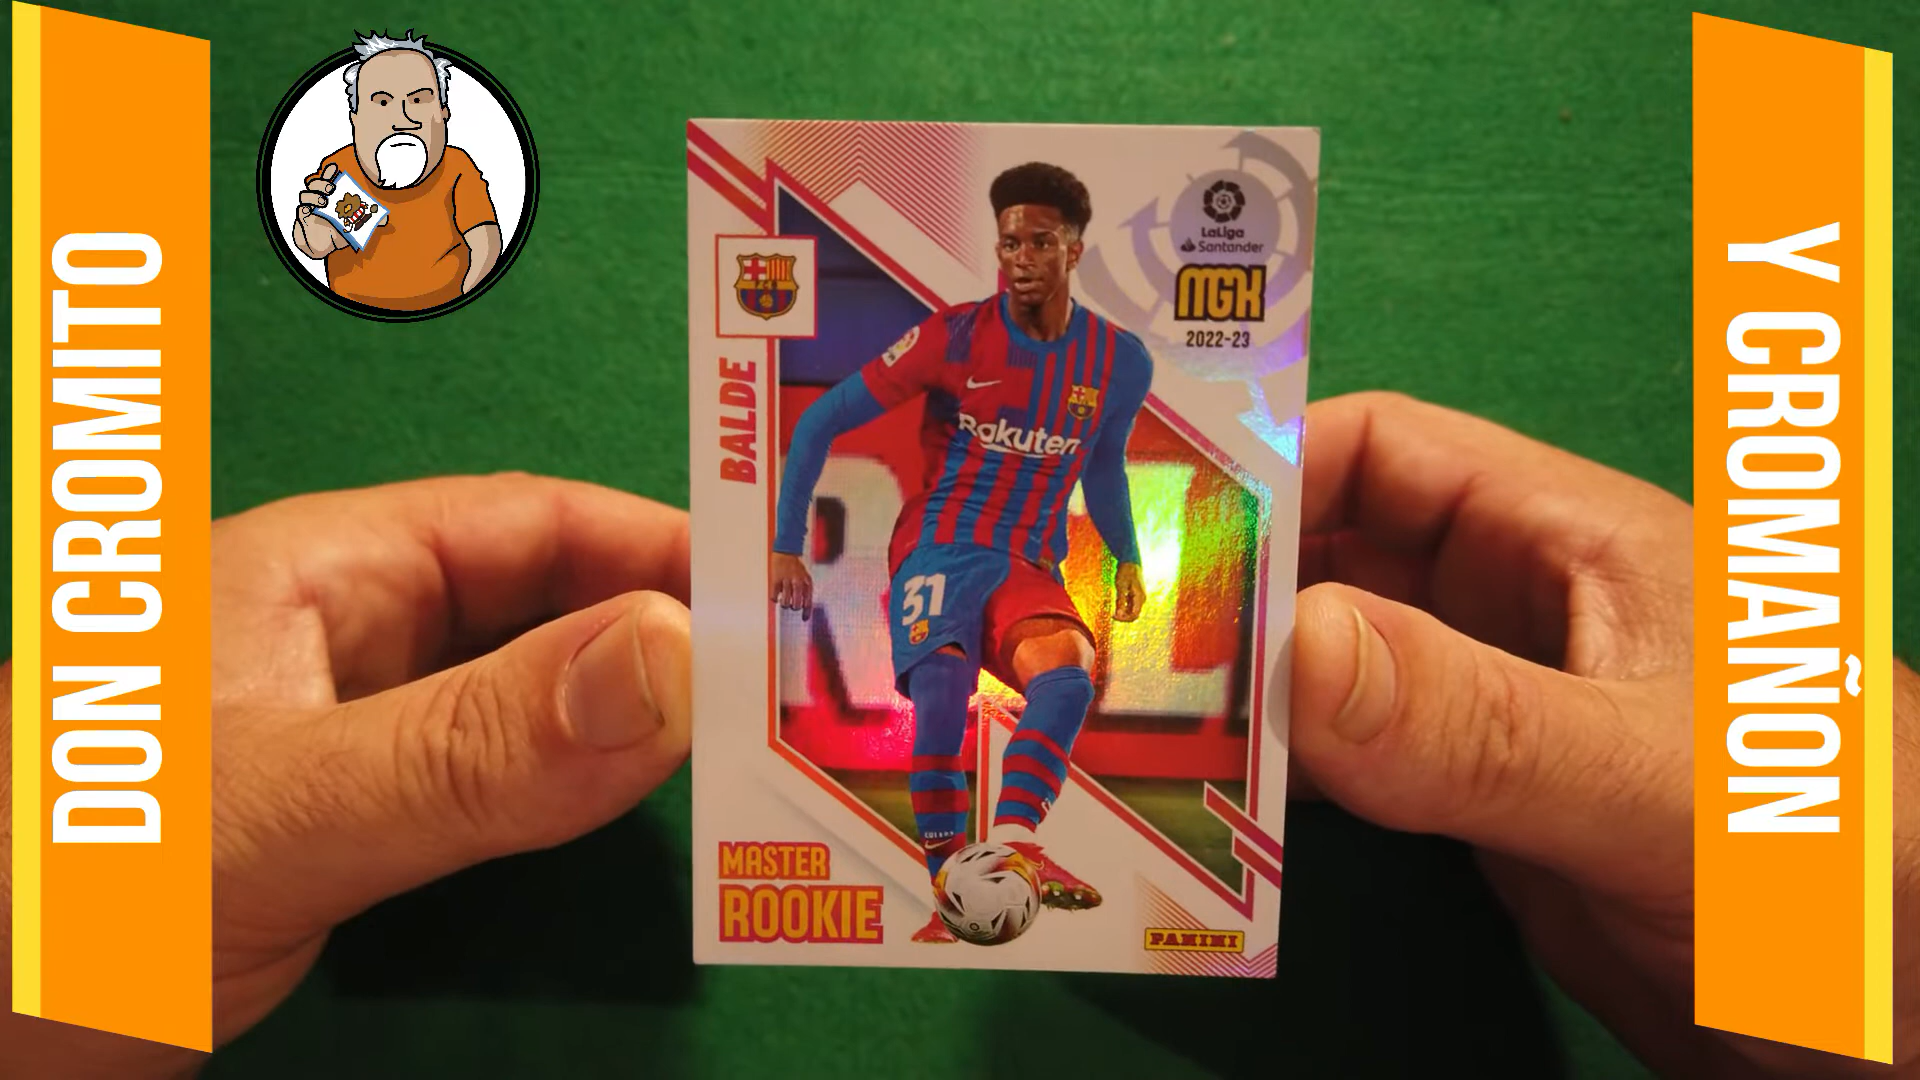 DON CROMITO
LaLiga
Santander
MGK
2022-23
BALDE
Rakuten
31
MASTER
ROOKIE
PANINI
Y CROMAÑON